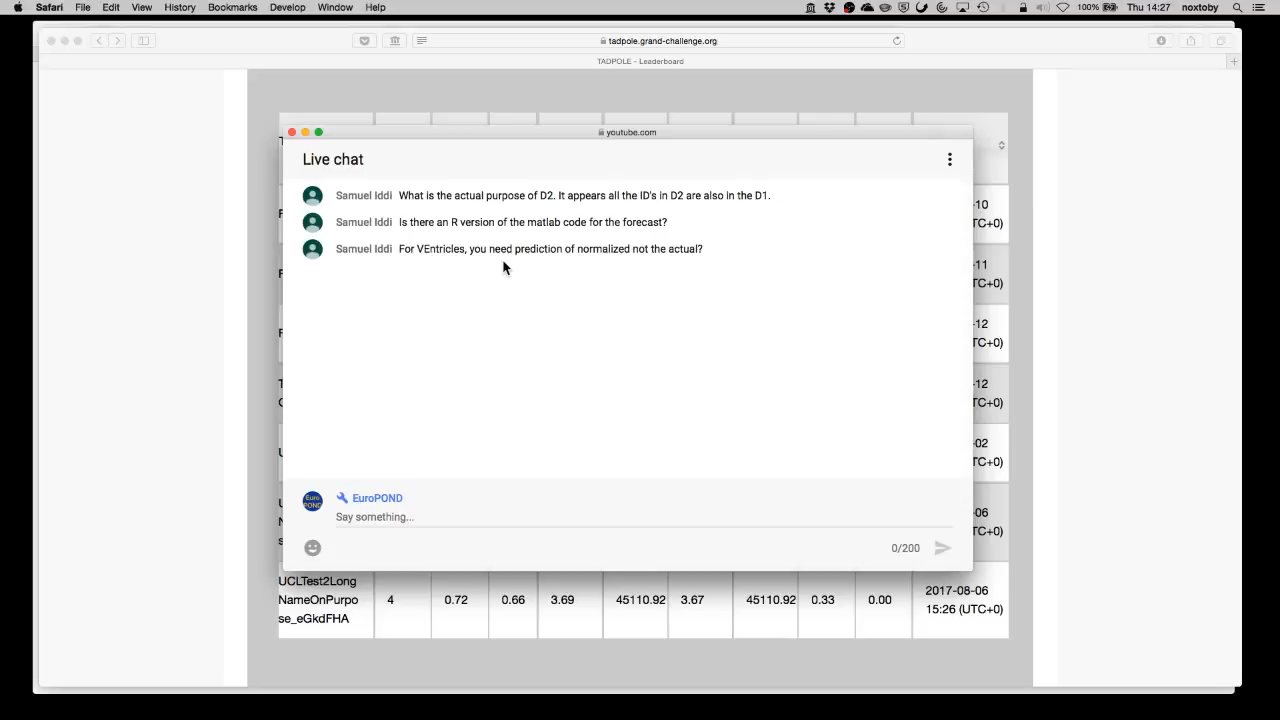 Safari File Edit View History Bookmarks Develop Window Help 100% Thu 14:27 noxtoby
tadpole.grand-challenge.org
TADPOLE - Leaderboard
youtube.com
Live chat
Samuel Iddi What is the actual purpose of D2. It appears all the ID's in D2 are also in the D1.
Samuel Iddi Is there an R version of the matlab code for the forecast?
Samuel Iddi For VEntricles, you need prediction of normalized not the actual?
-10
TC+0)
-11
TC+0)
-12
TC+0)
-12
TC+0)
-02
TC+0)
-06
TC+0)
EuroPOND
Euro
POND
Say something...
0/200
UCLTest2Long
NameOnPurpo
se_eGkdFHA
4 0.72 0.66 3.69 45110.92 3.67 45110.92 0.33 0.00
2017-08-06
15:26 (UTC+0)